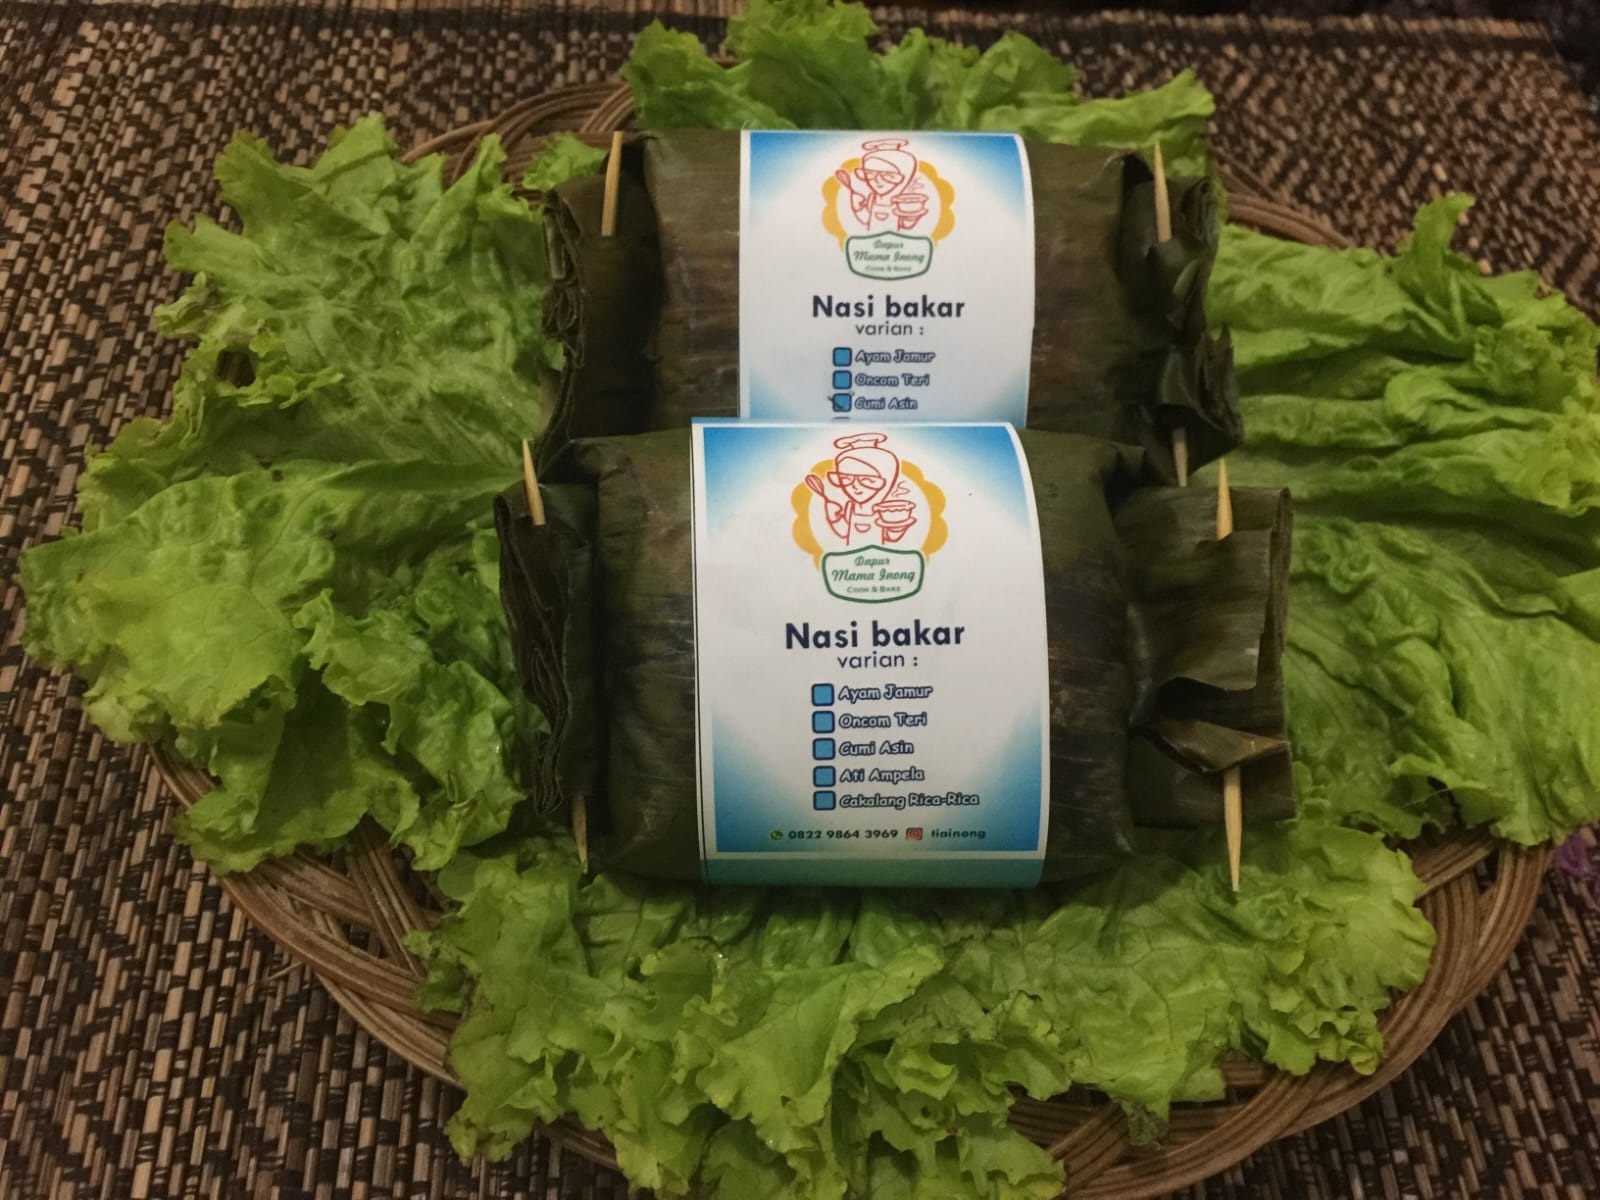 Dapur
Mama Inong
COOK & BAKE
Nasi bakar
varian :
Ayam Jamur
Oncom Teri
Cumi Asin
Dapur
Mama Inong
COOK & BAKE
Nasi bakar
varian :
Ayam Jamur
Oncom Teri
Cumi Asin
Ati Ampela
Cakalang Rica-Rica
0822 9864 3969 tiainong